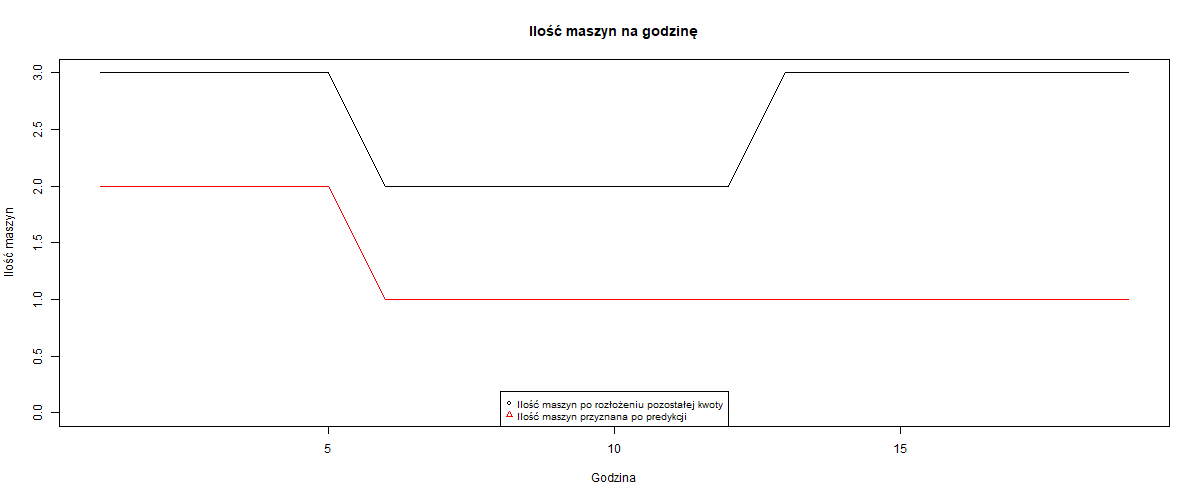 Ilość maszyn na godzinę
Ilość maszyn
3.0
2.5
2.0
1.5
1.0
0.5
0.0
Ilość maszyn po rozłożeniu pozostałej kwoty
Ilość maszyn przyznana po predykcji
5 10 15
Godzina